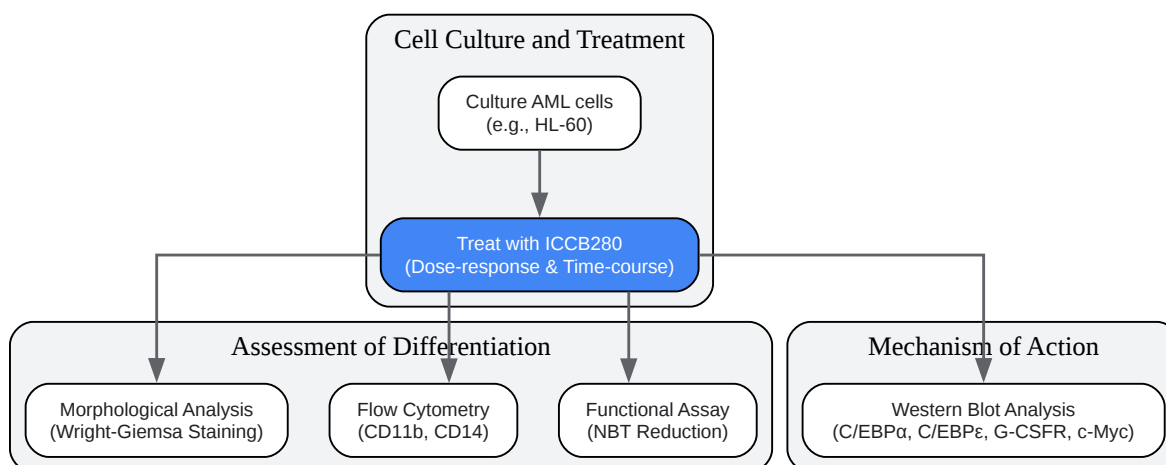 Cell Culture and Treatment
Culture AML cells
(e.g., HL-60)
Treat with ICCB280
(Dose-response & Time-course)
Assessment of Differentiation
Mechanism of Action
Morphological Analysis
(Wright-Giemsa Staining)
Flow Cytometry
(CD11b, CD14)
Functional Assay
(NBT Reduction)
Western Blot Analysis
(C/EBPα, C/EBPε, G-CSFR, c-Myc)